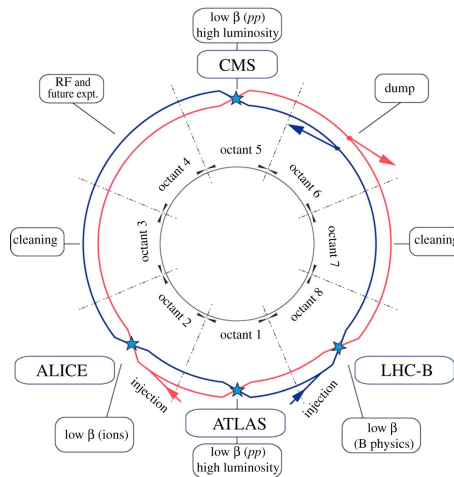 low β (pp)
high luminosity
CMS
RF and
future expt.
dump
octant 5
octant 4
octant 6
cleaning
octant 3
octant 7
cleaning
octant 2
octant 8
octant 1
ALICE
LHC-B
injection
injection
ATLAS
low β (ions)
low β
(B physics)
low β (pp)
high luminosity